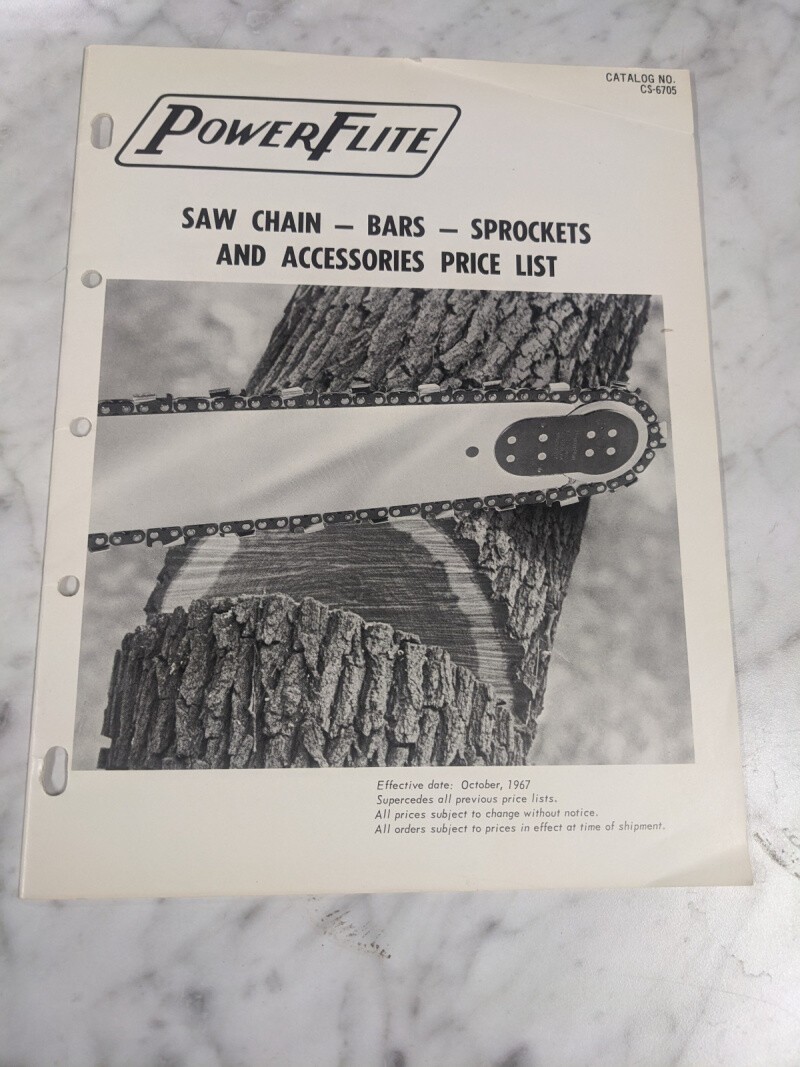 CATALOG NO.
CS-6705
POWERFLITE
SAW CHAIN — BARS — SPROCKETS
AND ACCESSORIES PRICE LIST
Effective date: October, 1967
Supercedes all previous price lists.
All prices subject to change without notice.
All orders subject to prices in effect at time of shipment.